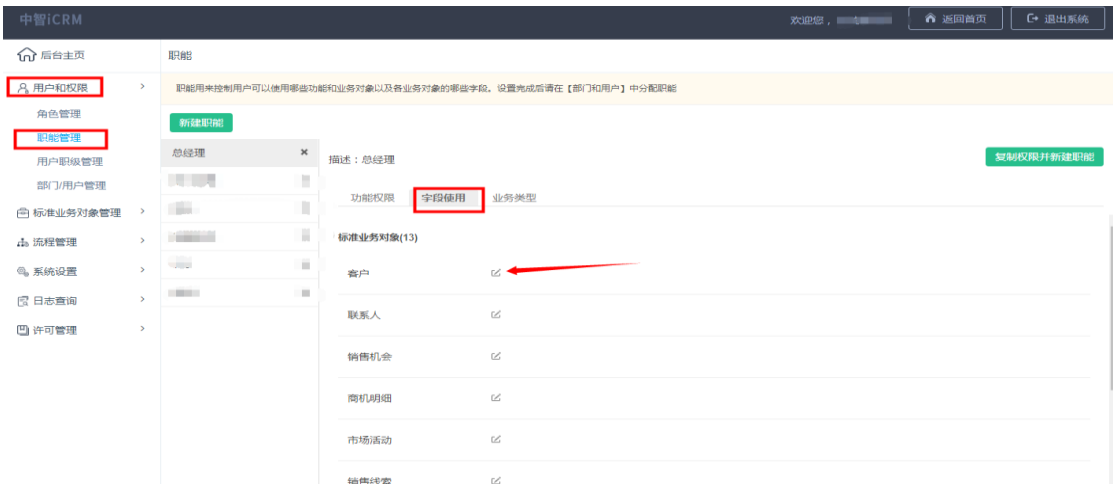 中智iCRM
欢迎您，
返回首页
退出系统
后台主页
用户和权限
角色管理
职能管理
用户职级管理
部门/用户管理
标准业务对象管理
流程管理
系统设置
日志查询
许可管理
职能
职能用来控制用户可以使用哪些功能和业务对象以及各业务对象的哪些字段。设置完成后请在【部门和用户】中分配职能
新建职能
总经理
描述：总经理
复制权限并新建职能
功能权限 字段使用 业务类型
标准业务对象(13)
客户
联系人
销售机会
商机明细
市场活动
销售线索